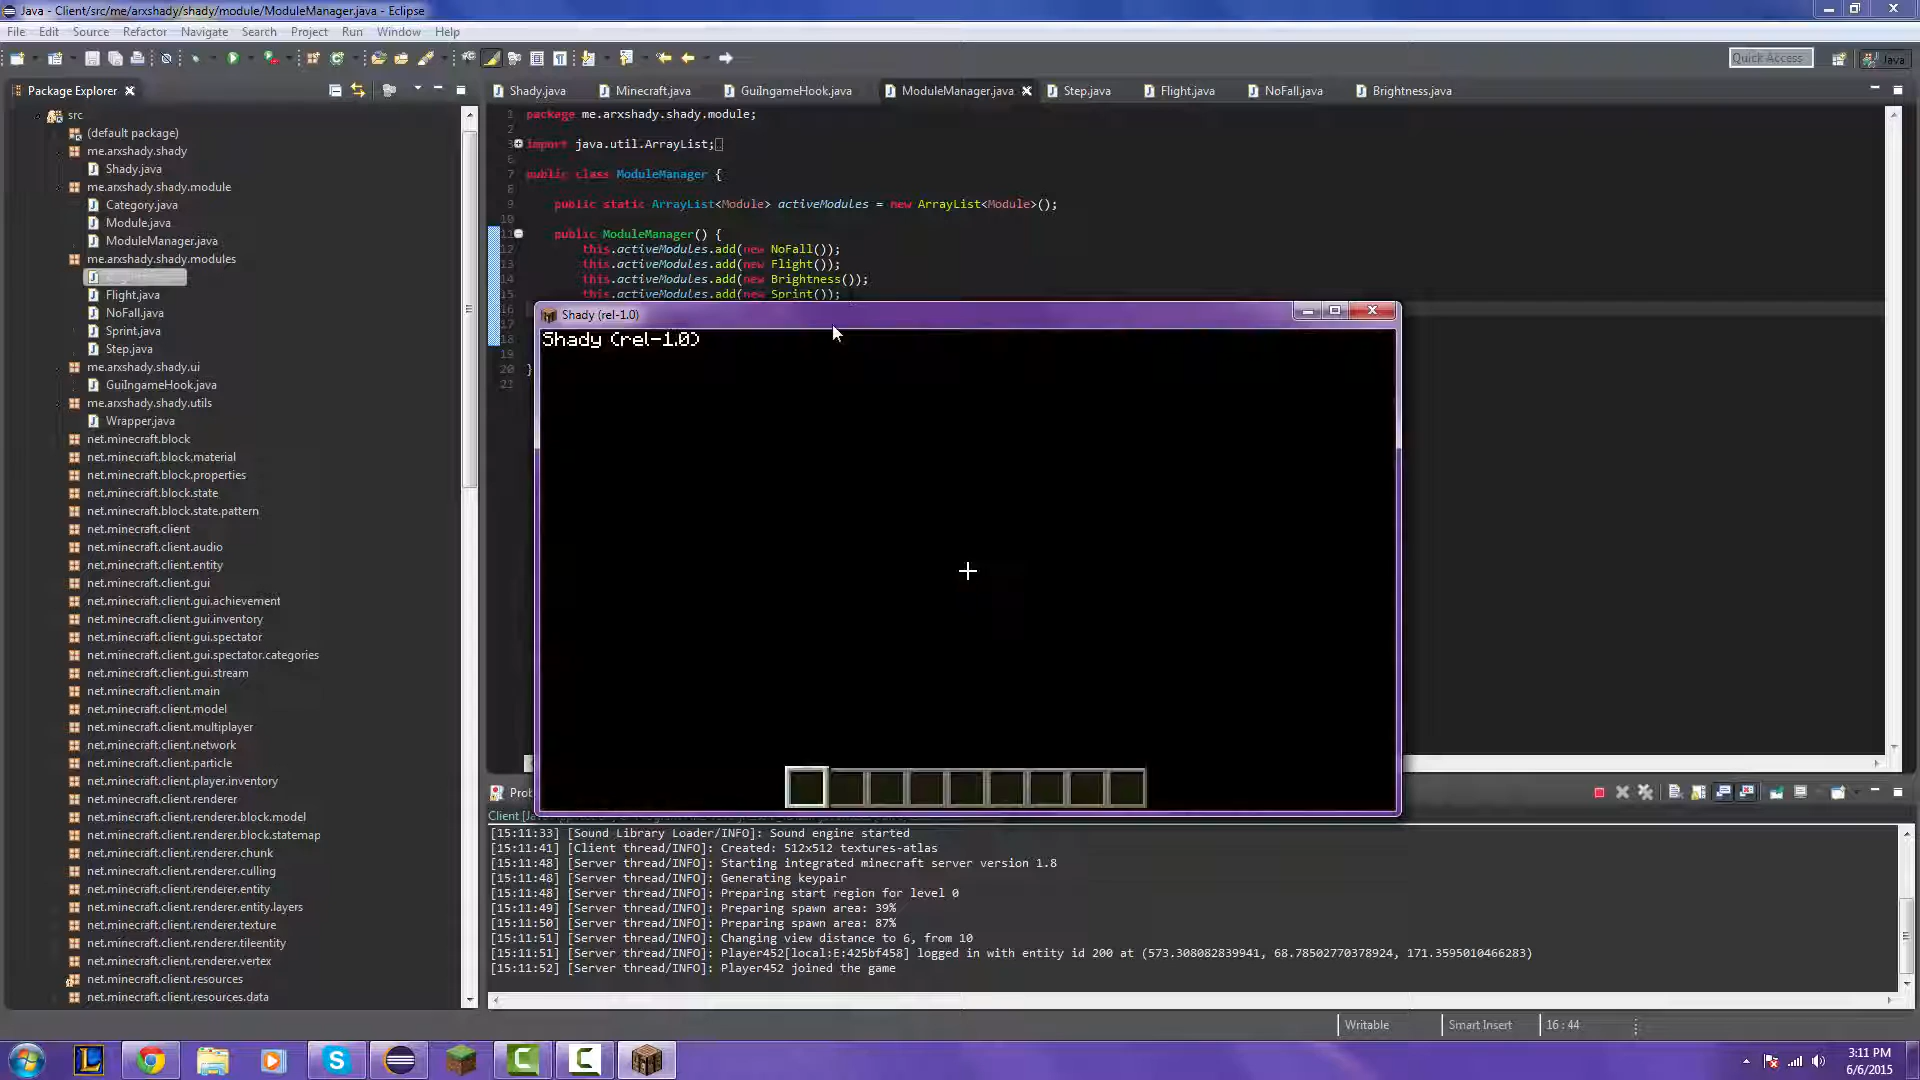 Java - Client/src/me/arxshady/shady/module/ModuleManager.java - Eclipse
File Edit Source Refactor Navigate Search Project Run Window Help
Quick Access
Java
Package Explorer
Shady.java
Minecraft.java
GuiIngameHook.java
ModuleManager.java
Step.java
Flight.java
NoFall.java
Brightness.java
src
(default package)
me.arxshady.shady
Shady.java
me.arxshady.shady.module
Category.java
Module.java
ModuleManager.java
me.arxshady.shady.modules
Flight.java
NoFall.java
Sprint.java
Step.java
me.arxshady.shady.ui
GuiIngameHook.java
me.arxshady.shady.utils
Wrapper.java
net.minecraft.block
net.minecraft.block.material
net.minecraft.block.properties
net.minecraft.block.state
net.minecraft.block.state.pattern
net.minecraft.client
net.minecraft.client.audio
net.minecraft.client.entity
net.minecraft.client.gui
net.minecraft.client.gui.achievement
net.minecraft.client.gui.inventory
net.minecraft.client.gui.spectator
net.minecraft.client.gui.spectator.categories
net.minecraft.client.gui.stream
net.minecraft.client.main
net.minecraft.client.model
net.minecraft.client.multiplayer
net.minecraft.client.network
net.minecraft.client.particle
net.minecraft.client.player.inventory
net.minecraft.client.renderer
net.minecraft.client.renderer.block.model
net.minecraft.client.renderer.block.statemap
net.minecraft.client.renderer.chunk
net.minecraft.client.renderer.culling
net.minecraft.client.renderer.entity
net.minecraft.client.renderer.entity.layers
net.minecraft.client.renderer.texture
net.minecraft.client.renderer.tileentity
net.minecraft.client.renderer.vertex
net.minecraft.client.resources
net.minecraft.client.resources.data
1 package me.arxshady.shady.module;
2
3 import java.util.ArrayList;
6
7 public class ModuleManager {
8
9 public static ArrayList<Module> activeModules = new ArrayList<Module>();
10
11 public ModuleManager() {
12 this.activeModules.add(new NoFall());
13 this.activeModules.add(new Flight());
14 this.activeModules.add(new Brightness());
15 this.activeModules.add(new Sprint());
16
17
18
19
20 }
21
Shady (rel-1.0)
Shady (rel-1.0)
Prot
[15:11:33] [Sound Library Loader/INFO]: Sound engine started
[15:11:41] [Client thread/INFO]: Created: 512x512 textures-atlas
[15:11:48] [Server thread/INFO]: Starting integrated minecraft server version 1.8
[15:11:48] [Server thread/INFO]: Generating keypair
[15:11:48] [Server thread/INFO]: Preparing start region for level 0
[15:11:49] [Server thread/INFO]: Preparing spawn area: 39%
[15:11:50] [Server thread/INFO]: Preparing spawn area: 87%
[15:11:51] [Server thread/INFO]: Changing view distance to 6, from 10
[15:11:51] [Server thread/INFO]: Player452[local:E:425bf458] logged in with entity id 200 at (573.308082839941, 68.78502770378924, 171.3595010466283)
[15:11:52] [Server thread/INFO]: Player452 joined the game
Writable
Smart Insert
16 : 44
3:11 PM
6/6/2015